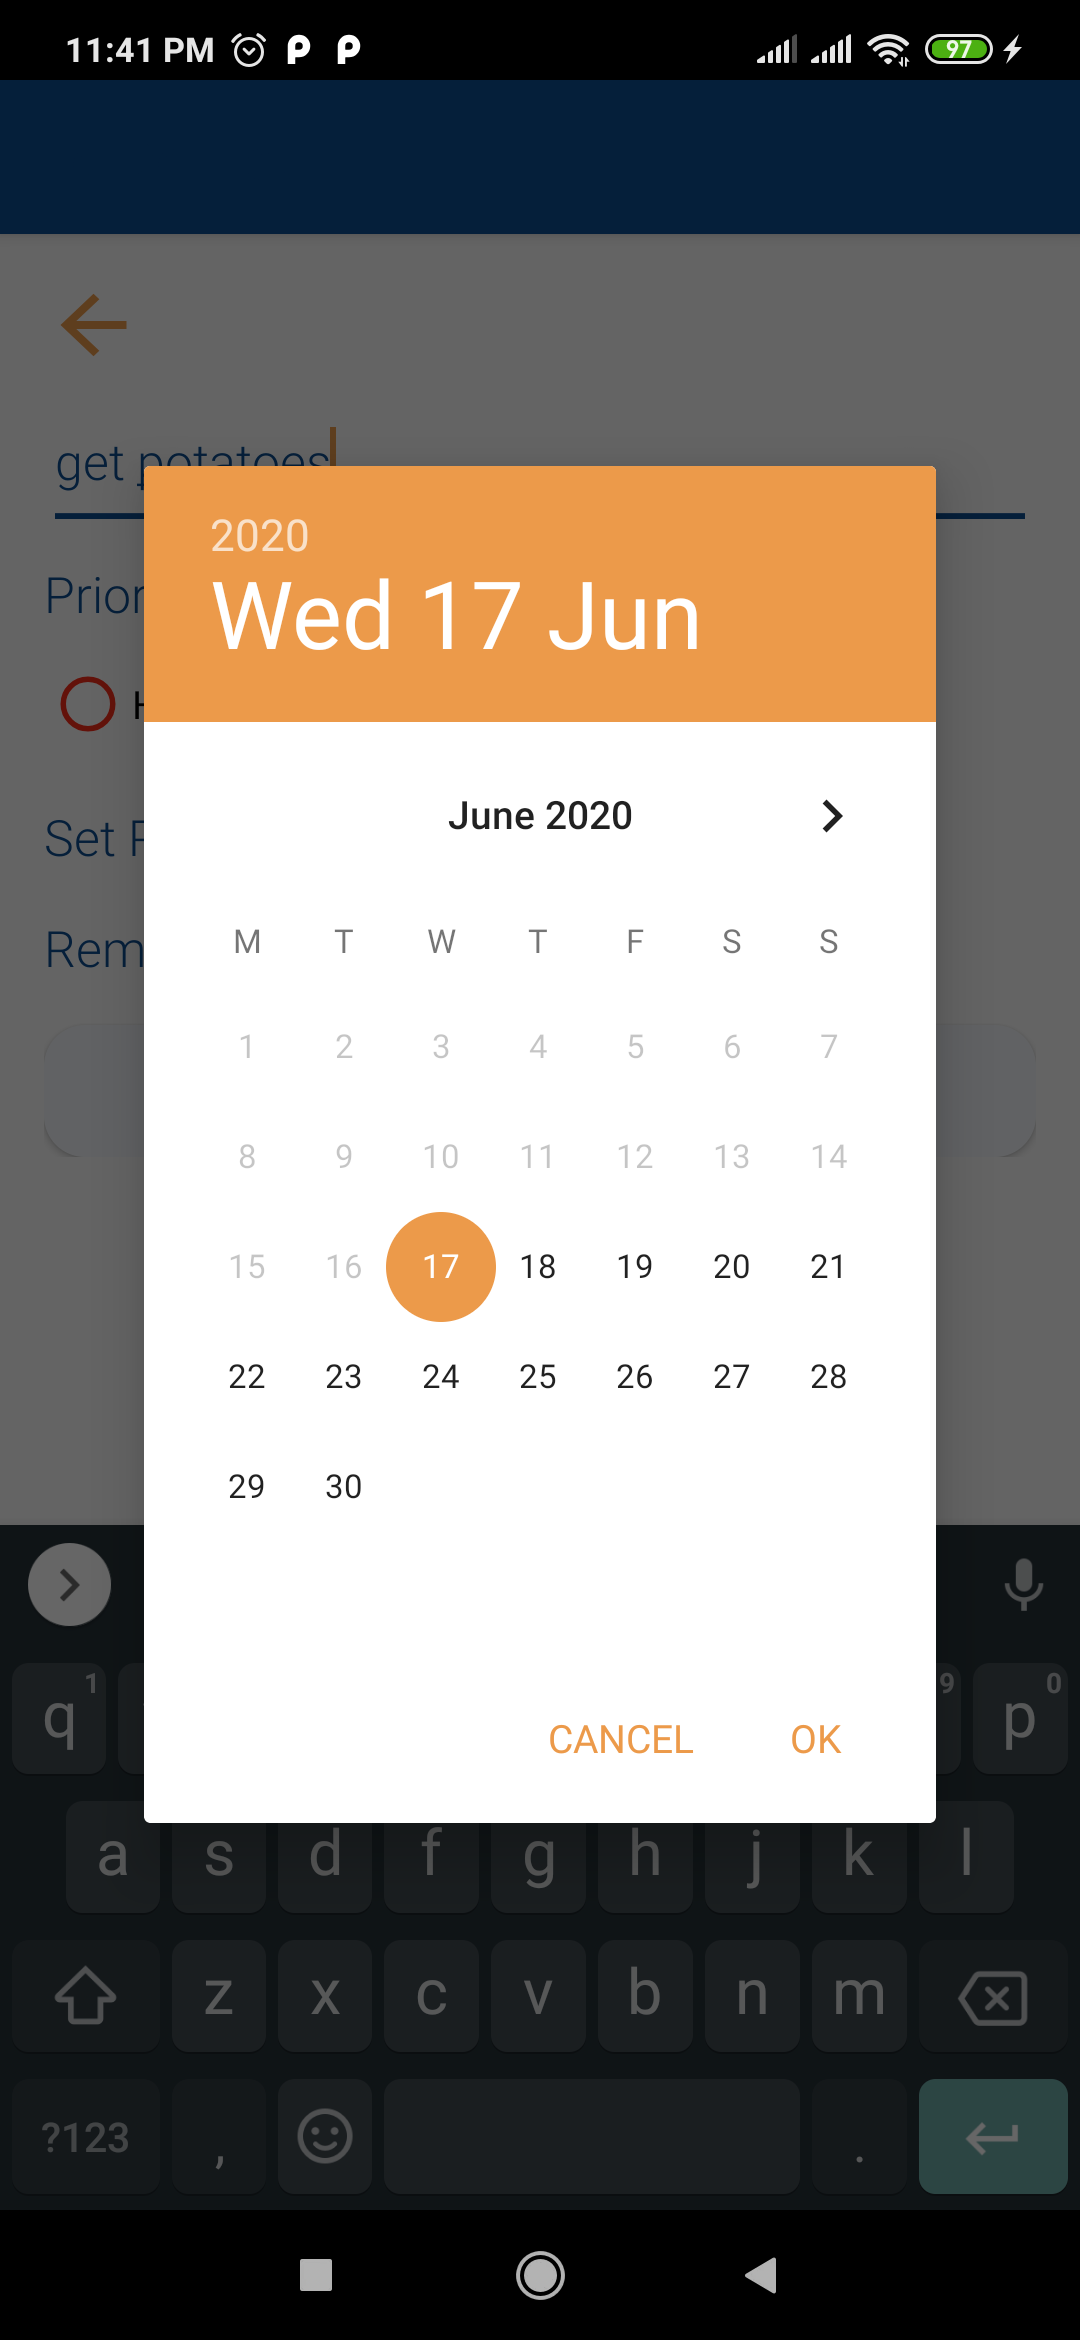 11:41 PM
97
get potatoes
2020
Wed 17 Jun
Set
June 2020
M T W T F S S
1 2 3 4 5 6 7
8 9 10 11 12 13 14
15 16 17 18 19 20 21
22 23 24 25 26 27 28
29 30
CANCEL OK
q 1 9 p 0
a s d f g h j k l
z x c v b n m
?123 , .